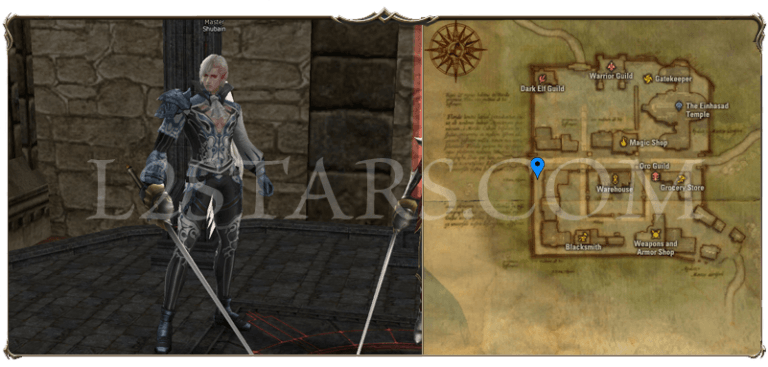 Master
Shubain
Warrior Guild
Gatekeeper
Dark Elf Guild
The Einhasad
Temple
Magic Shop
Orc Guild
Warehouse
Grocery Store
Blacksmith
Weapons and
Armor Shop
L2STARS.COM